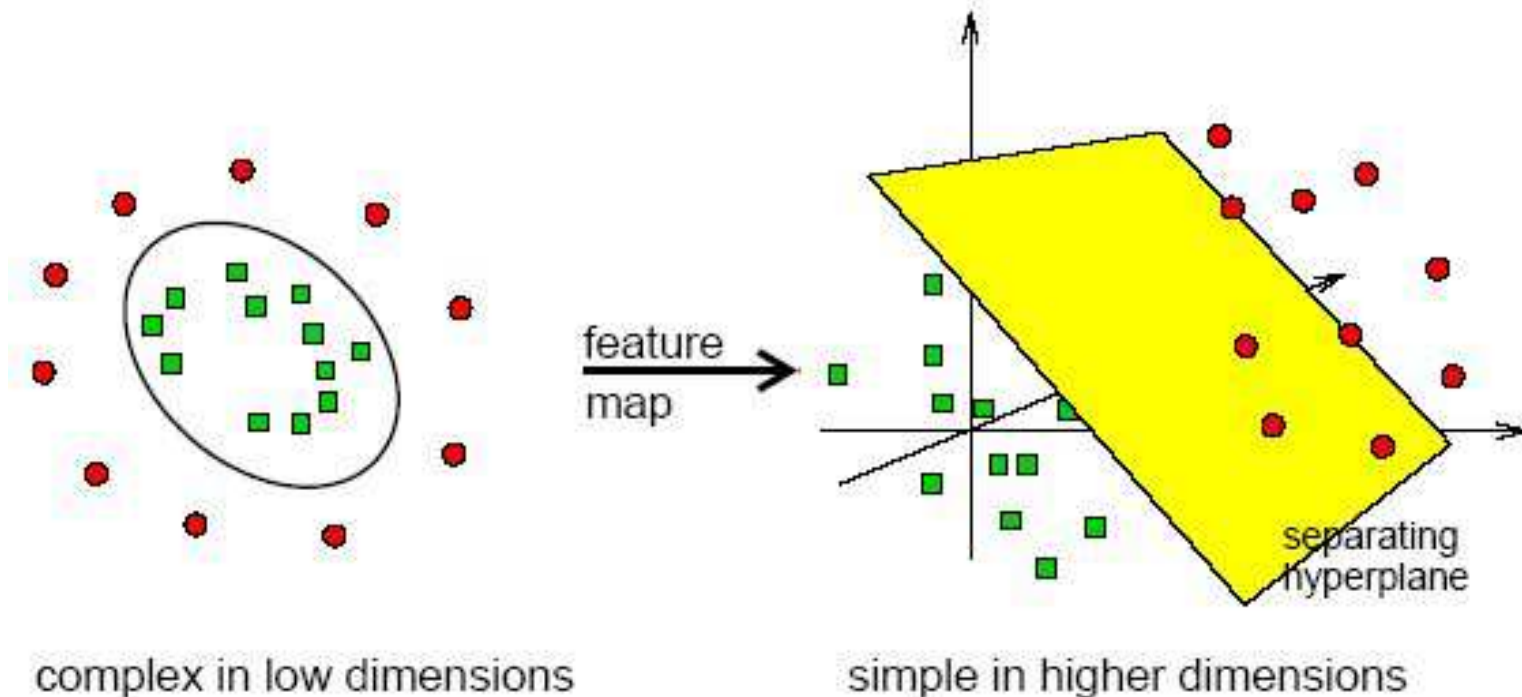 feature
map
separating
hyperplane
complex in low dimensions
simple in higher dimensions